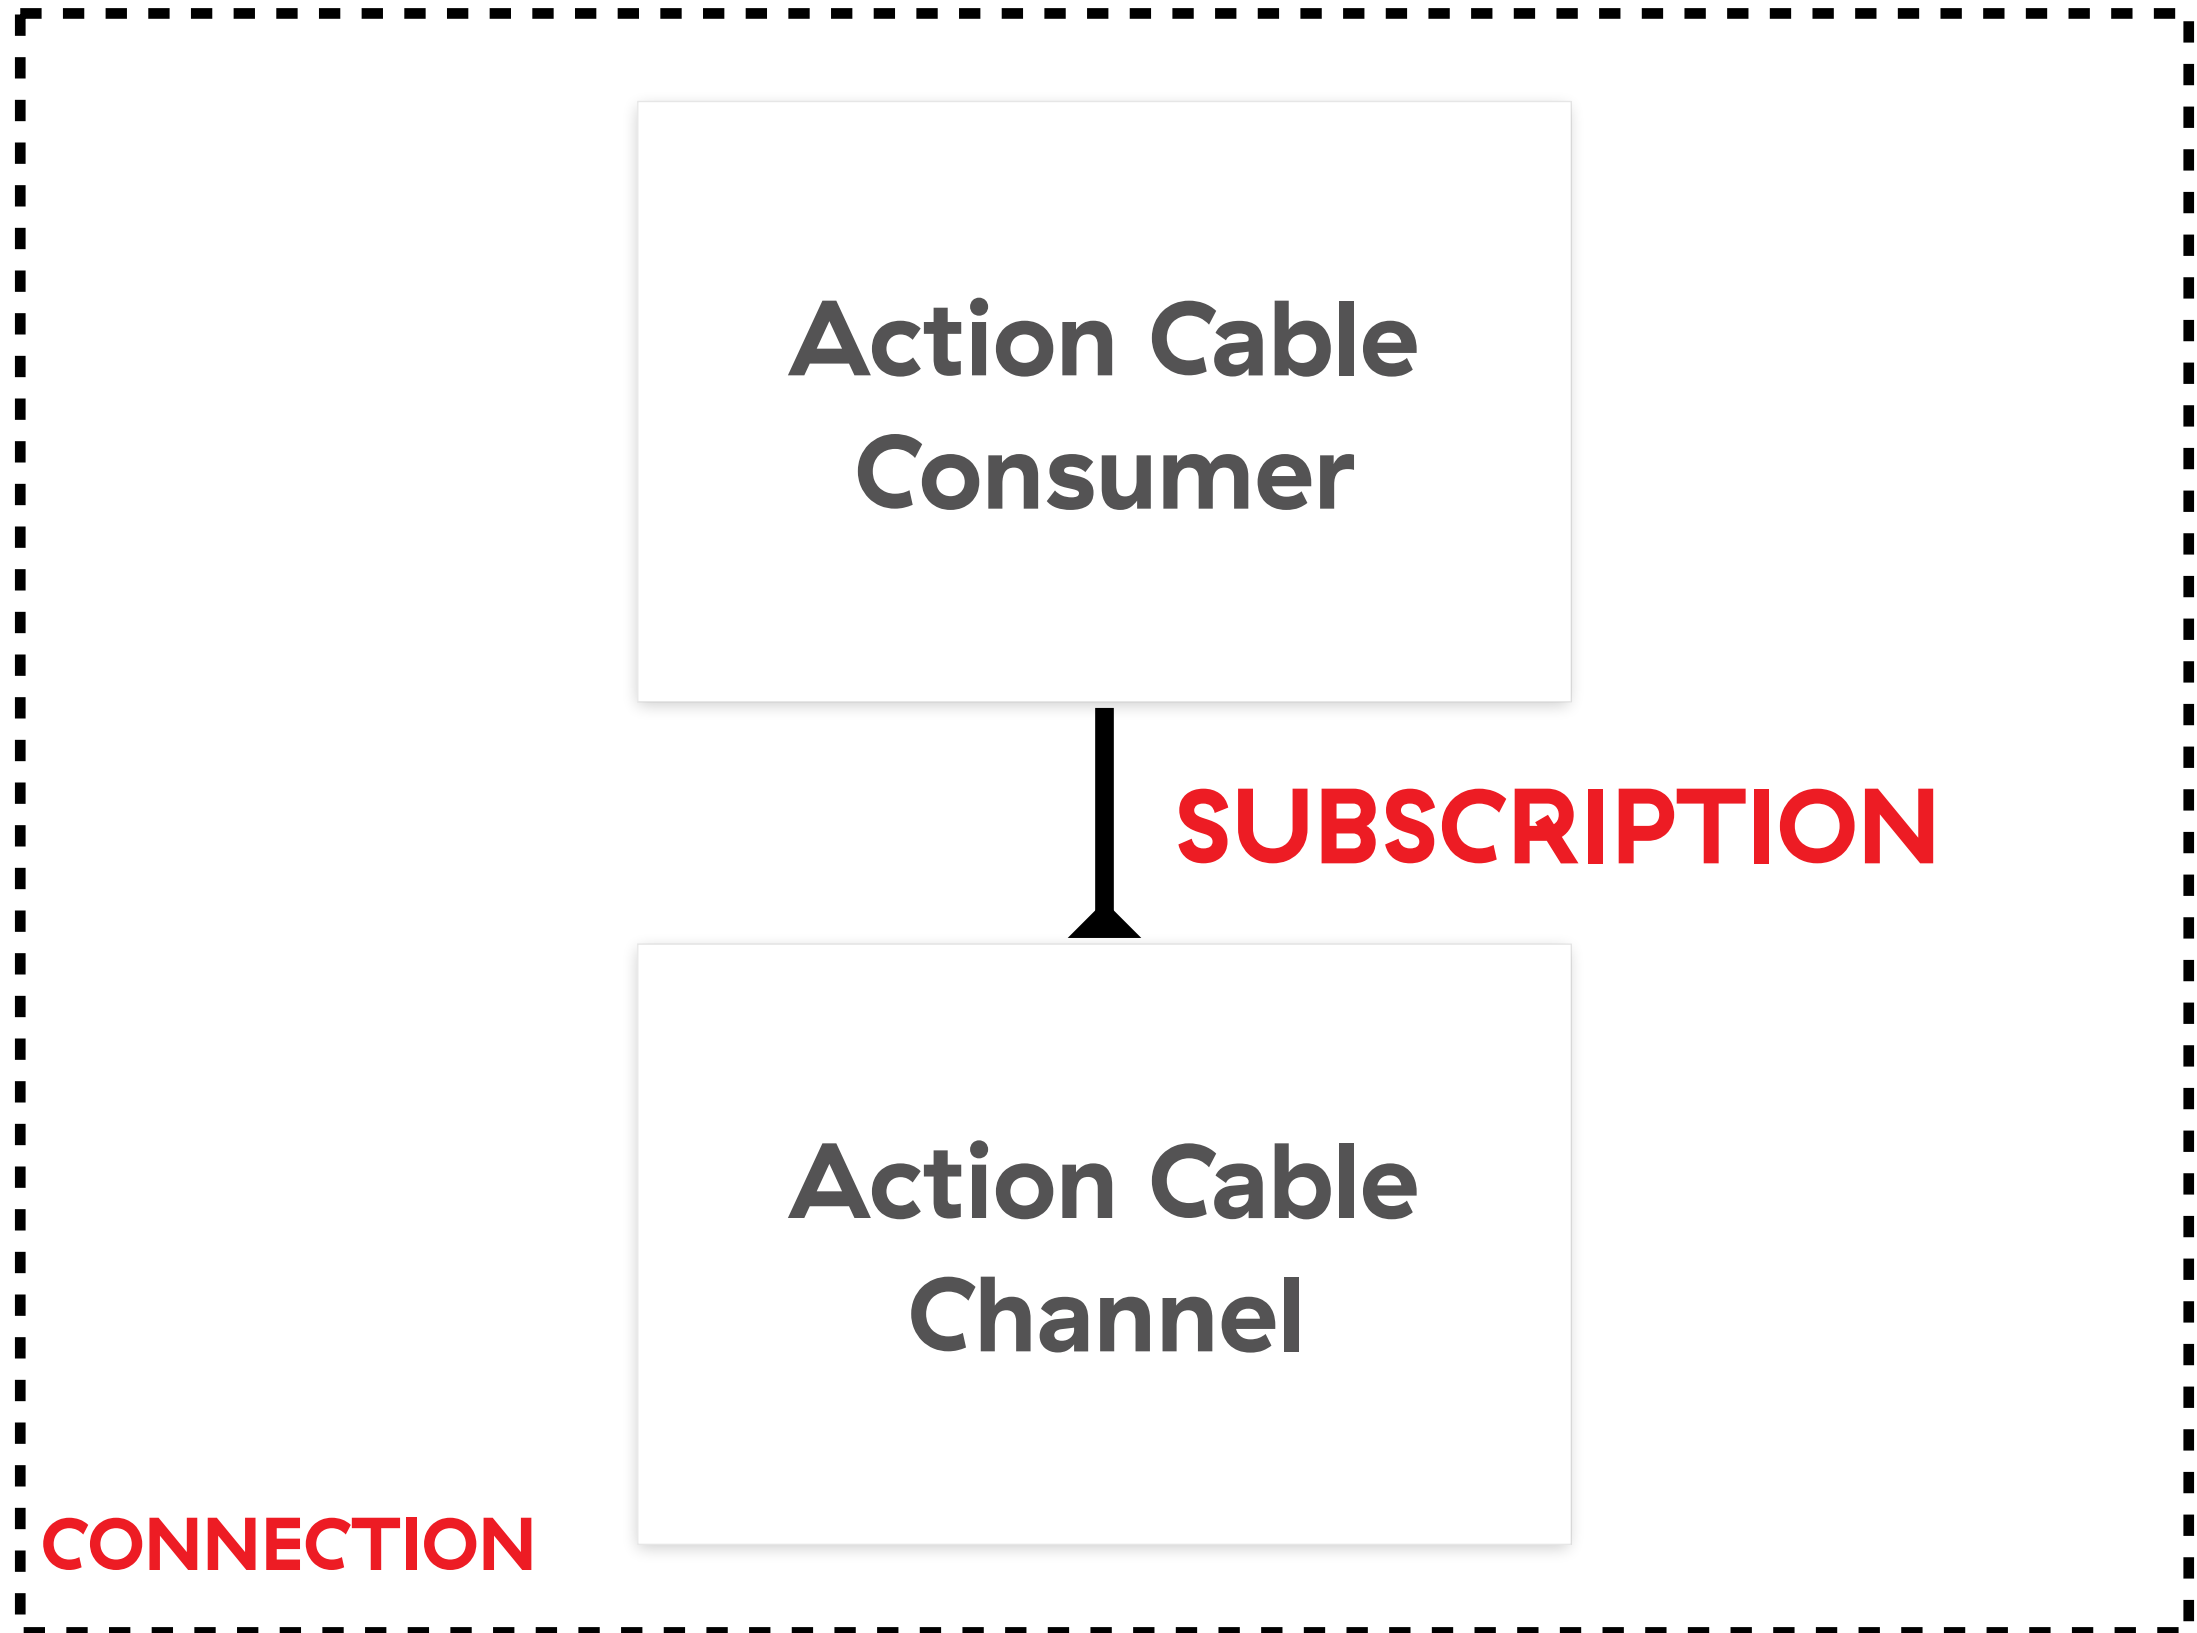 Action Cable
Consumer
SUBSCRIPTION
Action Cable
Channel
CONNECTION